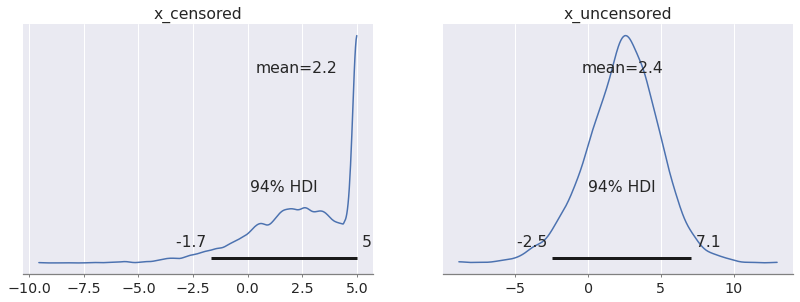 x_censored
mean=2.2
94% HDI
-1.7 5
−10.0 −7.5 −5.0 −2.5 0.0 2.5 5.0
x_uncensored
mean=2.4
94% HDI
-2.5 7.1
−5 0 5 10